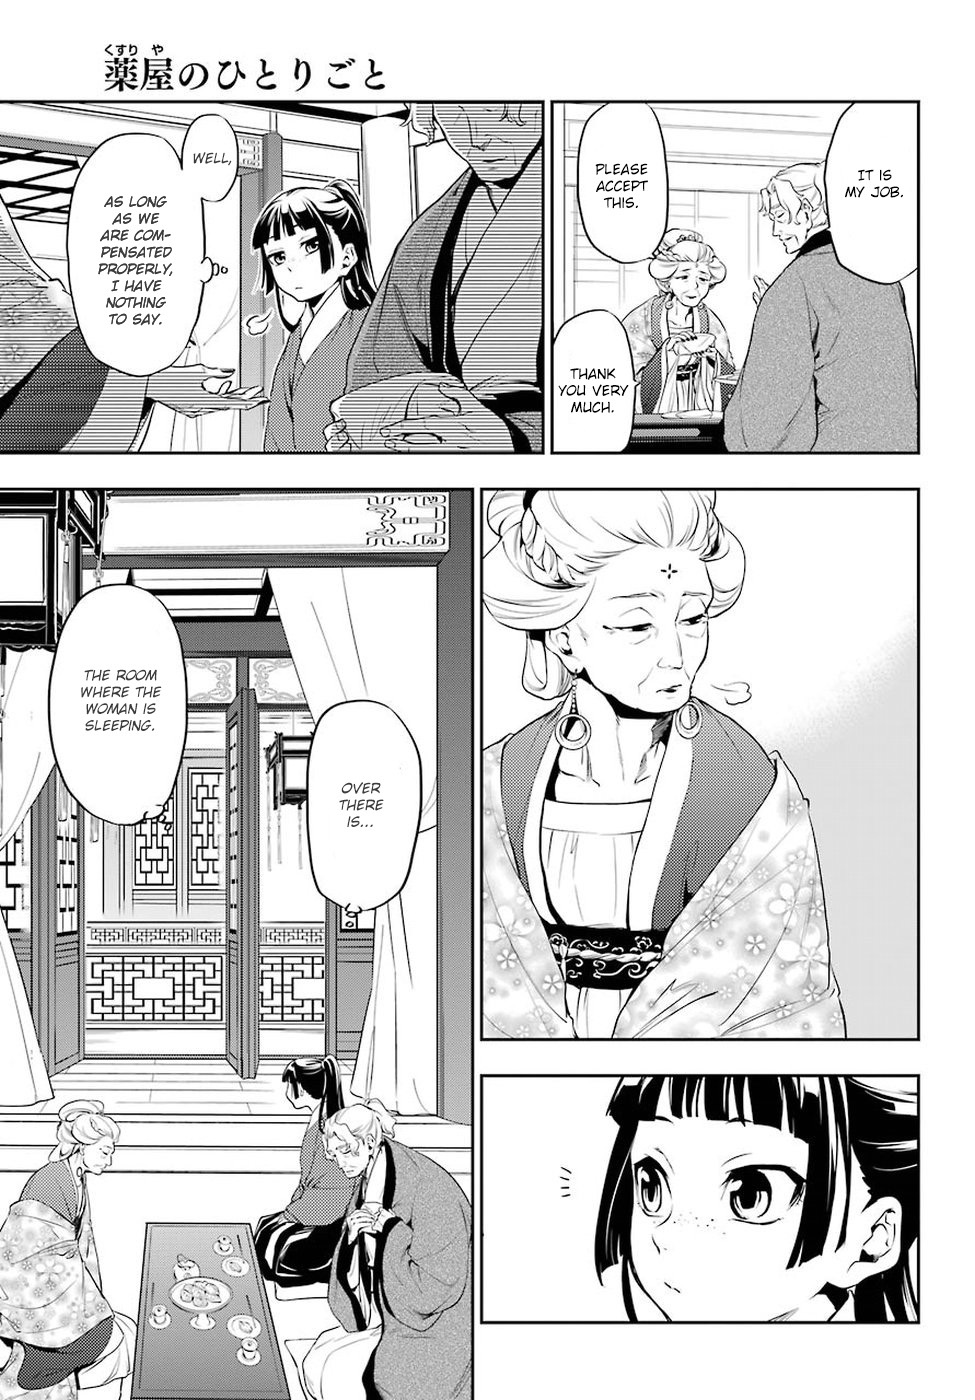 くすり や
薬屋のひとりごと
IT IS
MY JOB.
PLEASE
ACCEPT
THIS.
THANK
YOU VERY
MUCH.
WELL,
AS LONG
AS WE
ARE COM-
PENSATED
PROPERLY,
I HAVE
NOTHING
TO SAY.
OVER
THERE
IS...
THE ROOM
WHERE THE
WOMAN IS
SLEEPING.